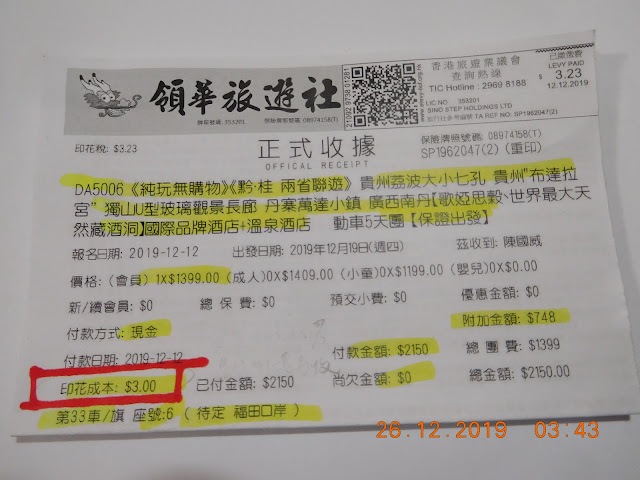 領華旅遊社
香港旅遊業議會
查詢熱線
TIC Hotline : 2969 8188
LIC NO 353201
SINO STEP HOLDINGS LTD
已繳徵費
LEVY PAID
$ 3.23
12.12.2019
印花稅: $3.23
正式收據
OFFICIAL RECEIPT
保險牌照號碼: 08974158(T)
SP1962047(2) (重印)
DA5006《純玩無購物》《黔·桂 兩省聯遊》貴州荔波大小七孔 貴州"布達拉
宮" 獨山U型玻璃觀景長廊 丹寨萬達小鎮 廣西南丹【歌婭思穀、世界最大天
然藏酒洞】國際品牌酒店+溫泉酒店 動車5天團【保證出發】
報名日期: 2019-12-12 出發日期: 2019年12月19日(週四) 茲收到: 陳國威
價格: (會員) 1X$1399.00 (成人)0X$1409.00 (小童)0X$1199.00 (嬰兒)0X$0.00
新/續會員: $0 總保費: $0 預交小費: $0 優惠金額: $0
付款方式: 現金 附加金額: $748
付款日期: 2019-12-12 付款金額: $2150 總團費: $1399
印花成本: $3.00 已付金額: $2150 尚欠金額: $0 總金額: $2150.00
第33車/旗 座號:6 (待定 福田口岸)
26.12.2019 03:43